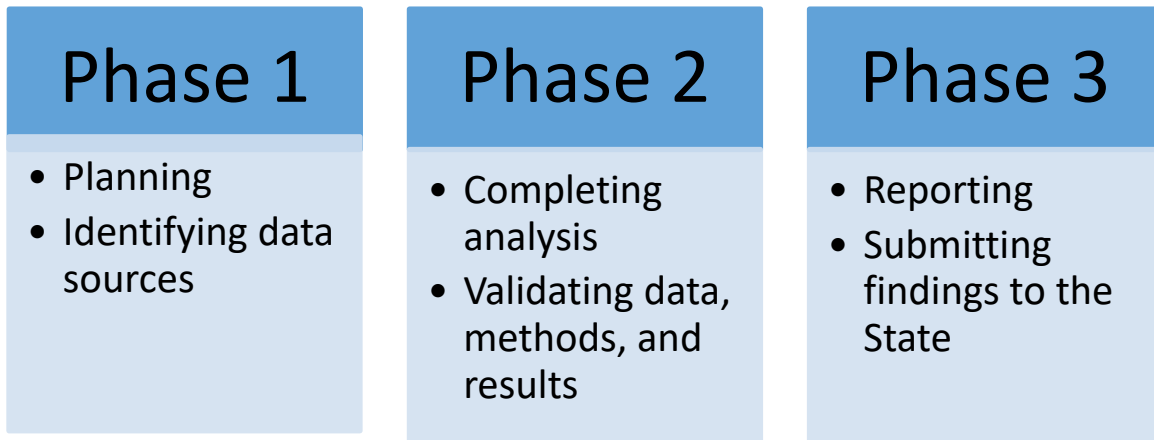 Phase 1
• Planning
• Identifying data
sources
Phase 2
• Completing
analysis
• Validating data,
methods, and
results
Phase 3
• Reporting
• Submitting
findings to the
State